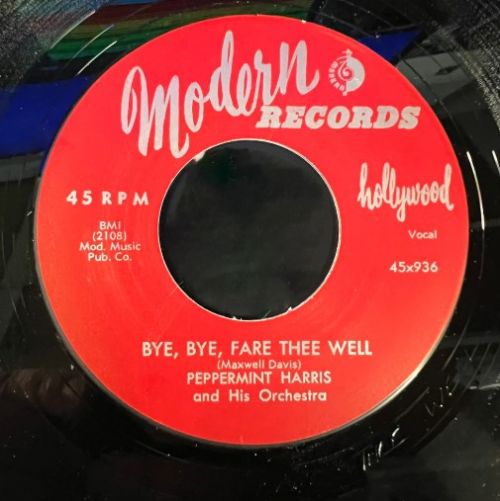 Modern
RECORDS
hollywood
45 RPM
Vocal
BMI
(2108)
Mod. Music
Pub. Co.
45x936
BYE, BYE, FARE THEE WELL
(Maxwell Davis)
PEPPERMINT HARRIS
and His Orchestra